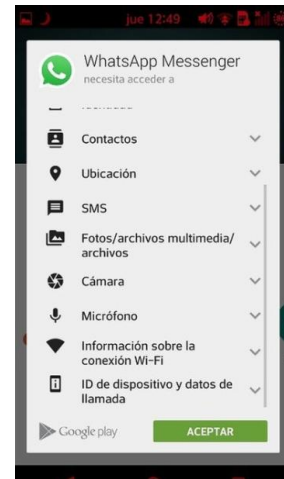 jue 12:49
WhatsApp Messenger
necesita acceder a
Contactos
Ubicación
SMS
Fotos/archivos multimedia/
archivos
Cámara
Micrófono
Información sobre la
conexión Wi-Fi
ID de dispositivo y datos de
llamada
Google play
ACEPTAR